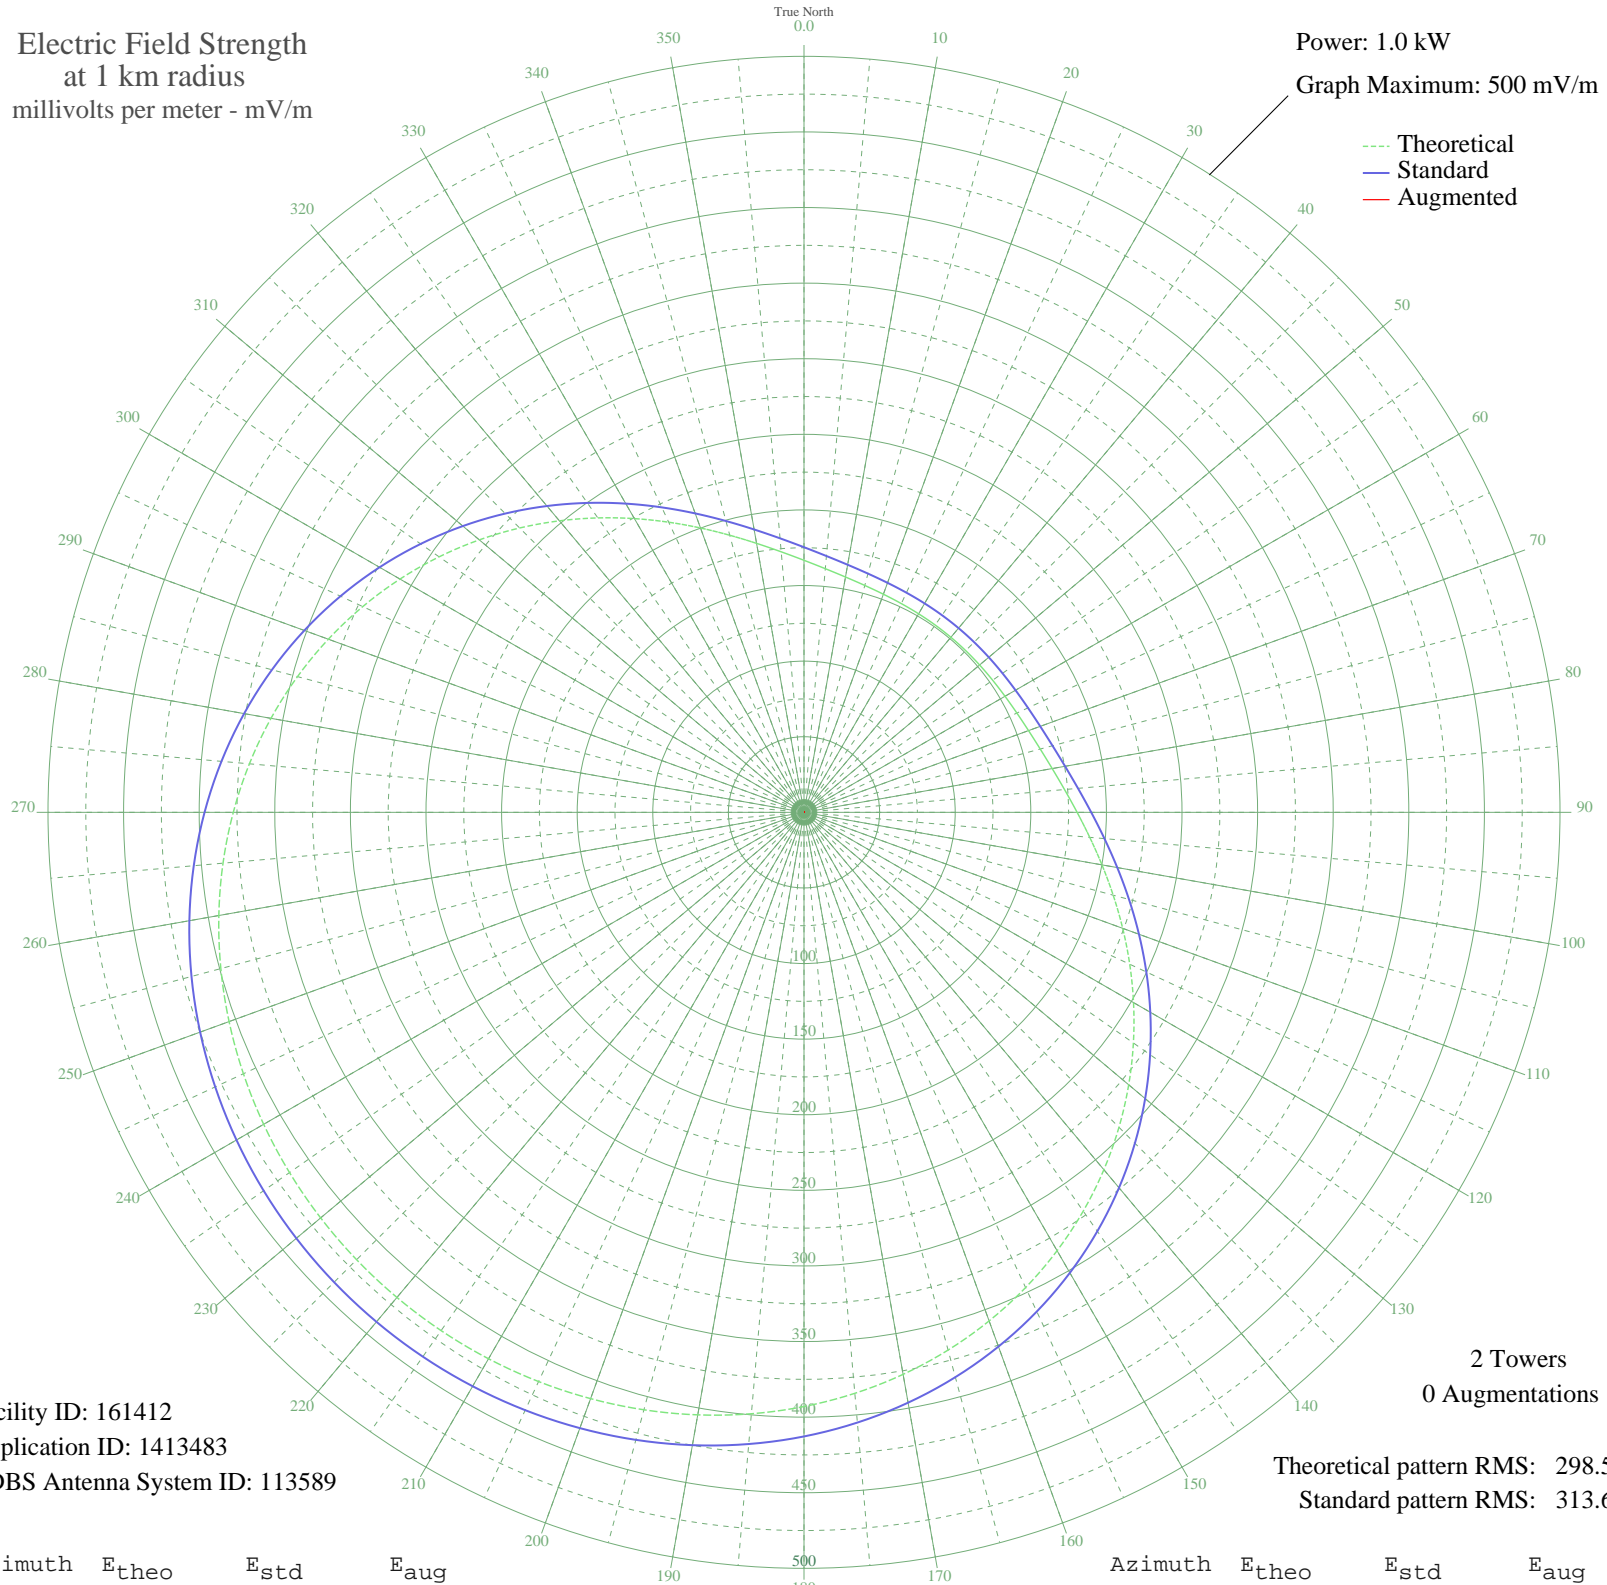 True North
Electric Field Strength
at 1 km radius
millivolts per meter - mV/m
Power: 1.0 kW
Graph Maximum: 500 mV/m
Theoretical
Standard
Augmented
0.0
10
20
30
40
50
60
70
80
90
100
110
120
130
140
150
160
170
190
200
210
220
230
240
250
260
270
280
290
300
310
320
330
340
350
100
150
200
250
300
350
400
450
500
2 Towers
0 Augmentations
cility ID: 161412
plication ID: 1413483
DBS Antenna System ID: 113589
Theoretical pattern RMS: 298.5
Standard pattern RMS: 313.6
imuth Etheo Estd Eaug
Azimuth Etheo Estd Eaug